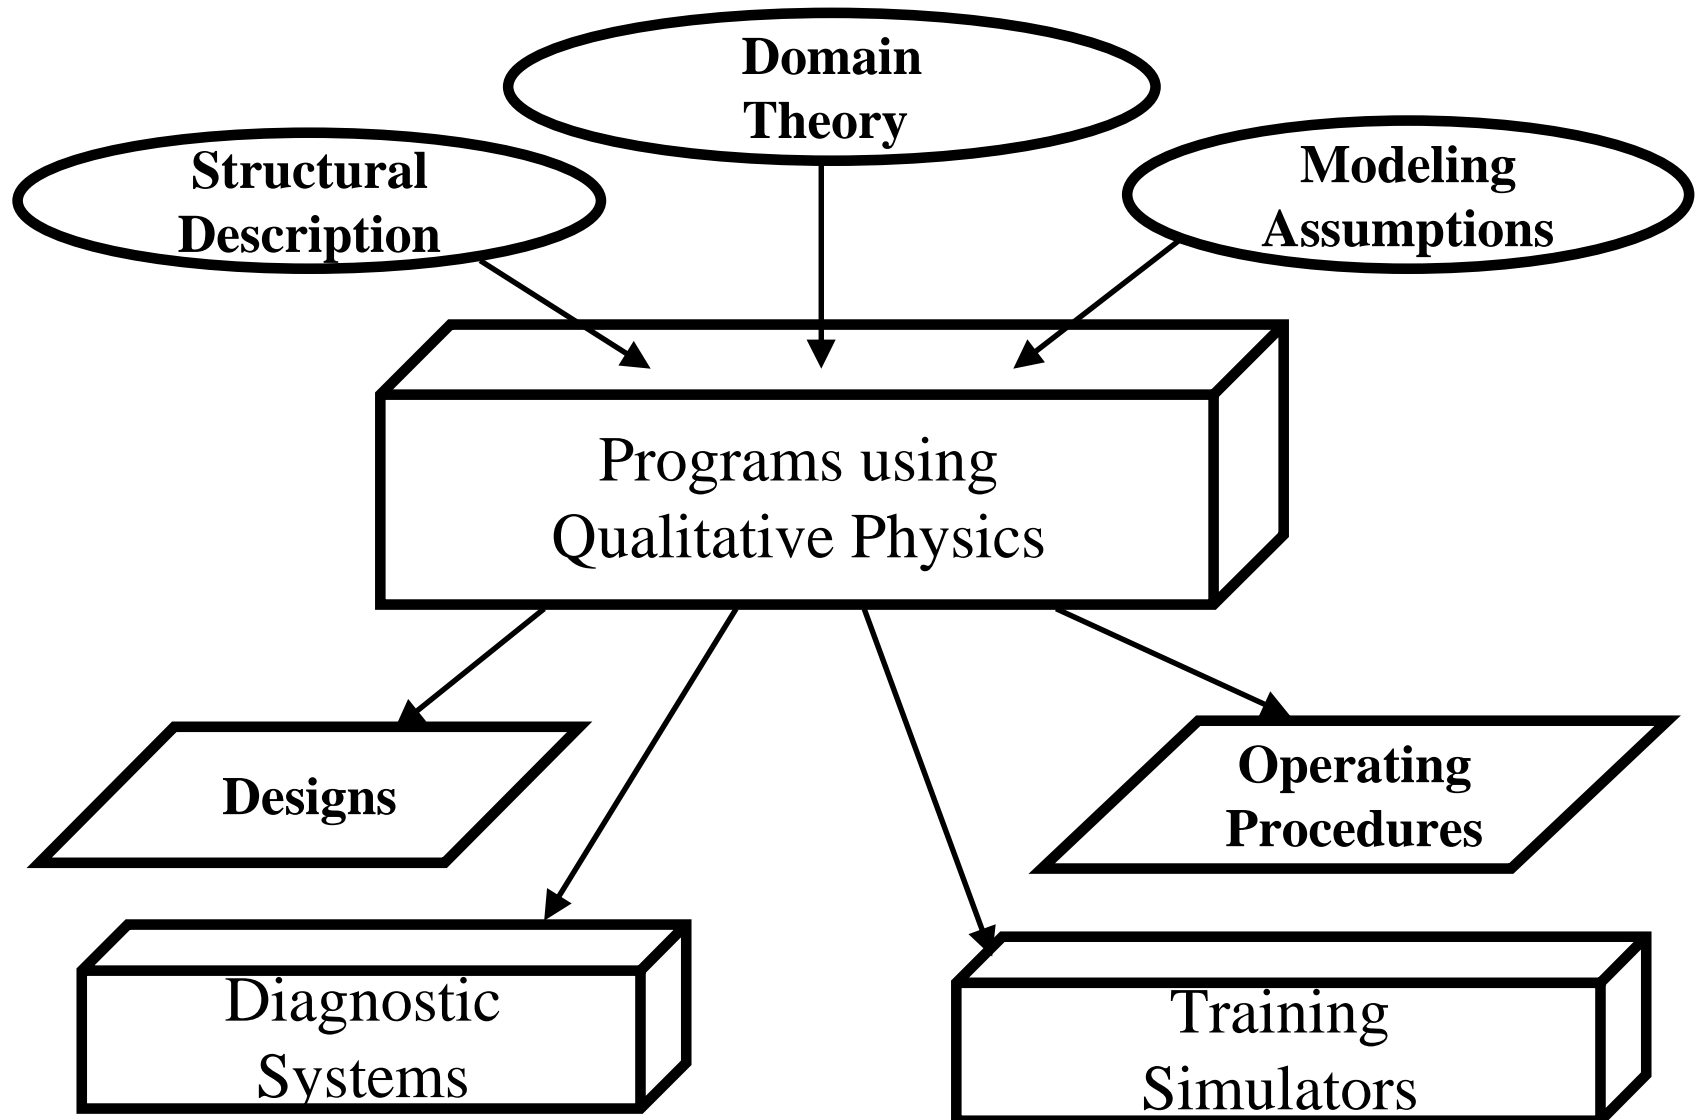 Domain
Theory
Structural
Description
Modeling
Assumptions
Programs using
Qualitative Physics
Designs
Operating
Procedures
Diagnostic
Systems
Training
Simulators